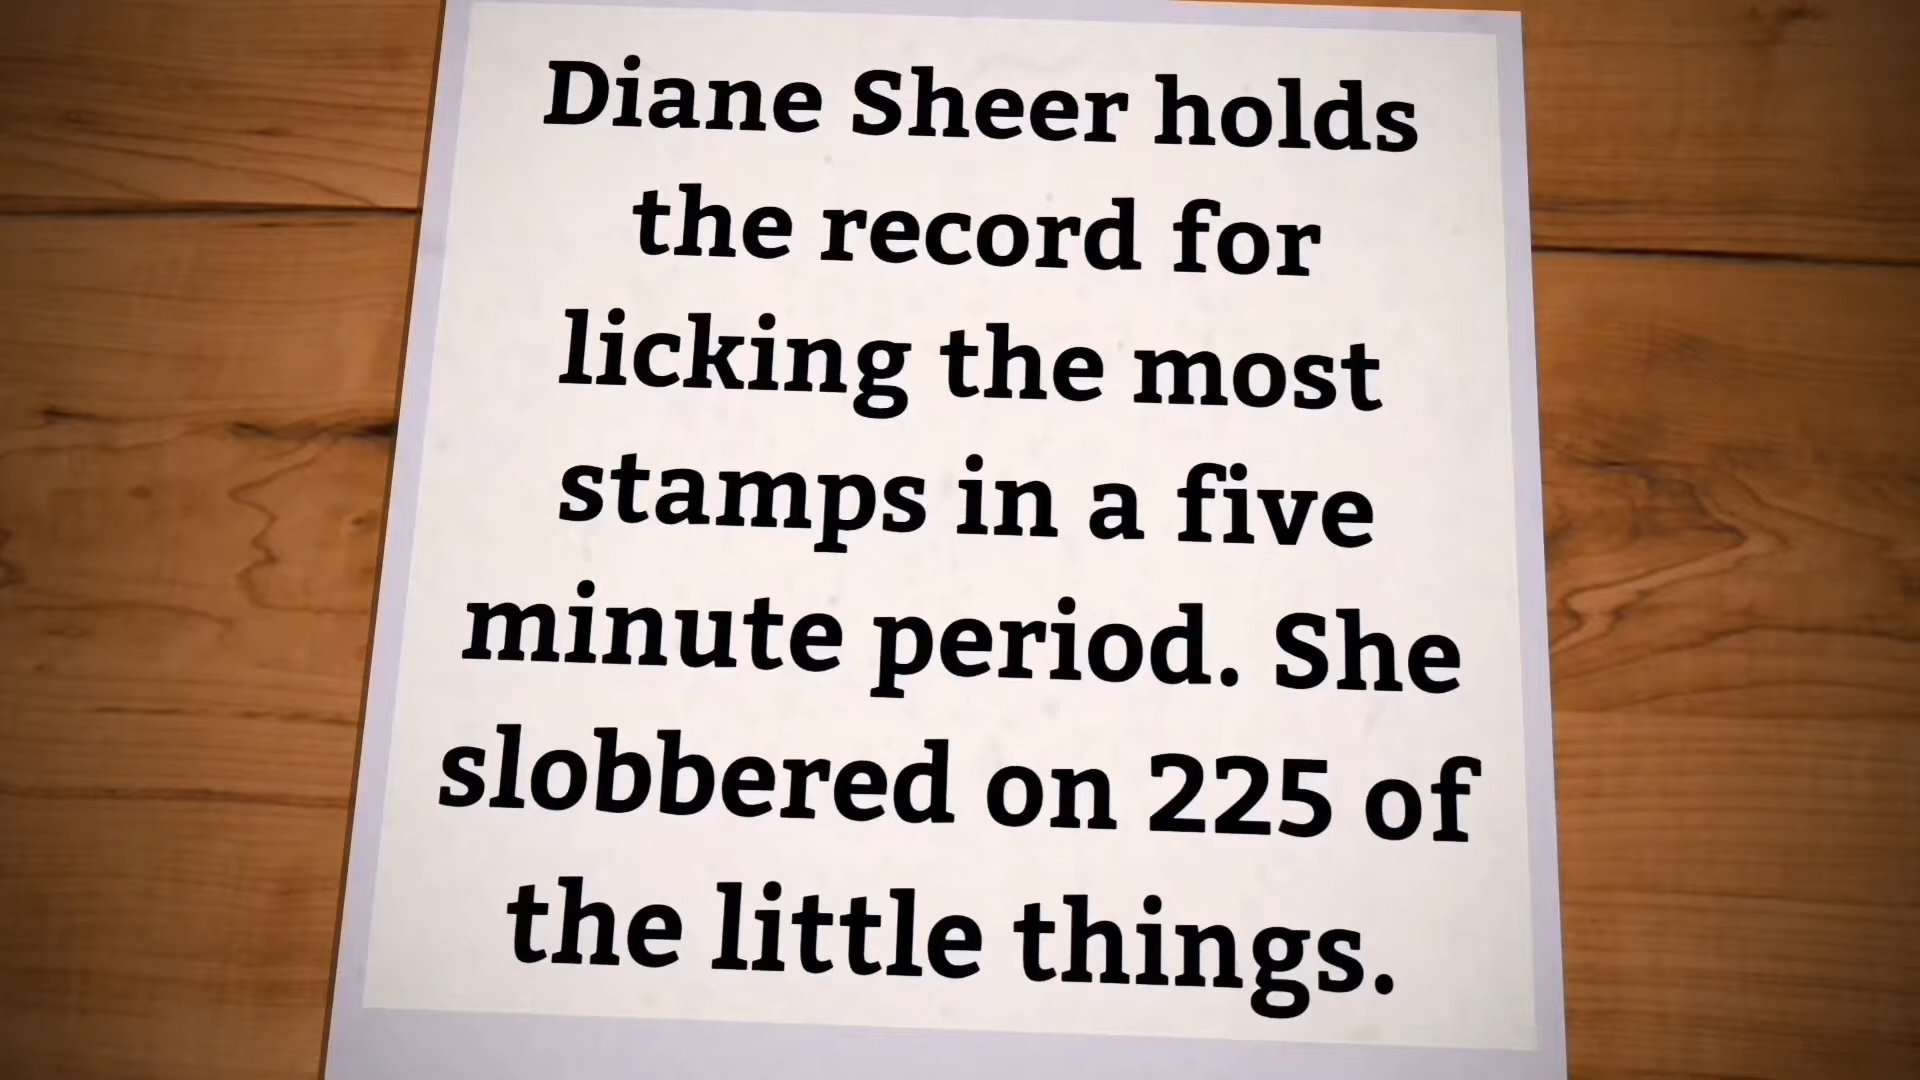 Diane Sheer holds
the record for
licking the most
stamps in a five
minute period. She
slobbered on 225 of
the little things.